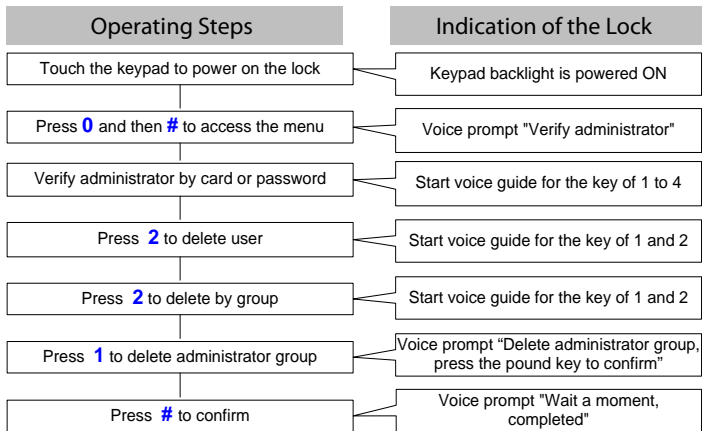 Operating Steps
Indication of the Lock
Touch the keypad to power on the lock
Keypad backlight is powered ON
Press 0 and then # to access the menu
Voice prompt "Verify administrator"
Verify administrator by card or password
Start voice guide for the key of 1 to 4
Press 2 to delete user
Start voice guide for the key of 1 and 2
Press 2 to delete by group
Start voice guide for the key of 1 and 2
Press 1 to delete administrator group
Voice prompt “Delete administrator group,
press the pound key to confirm”
Press # to confirm
Voice prompt "Wait a moment,
completed"